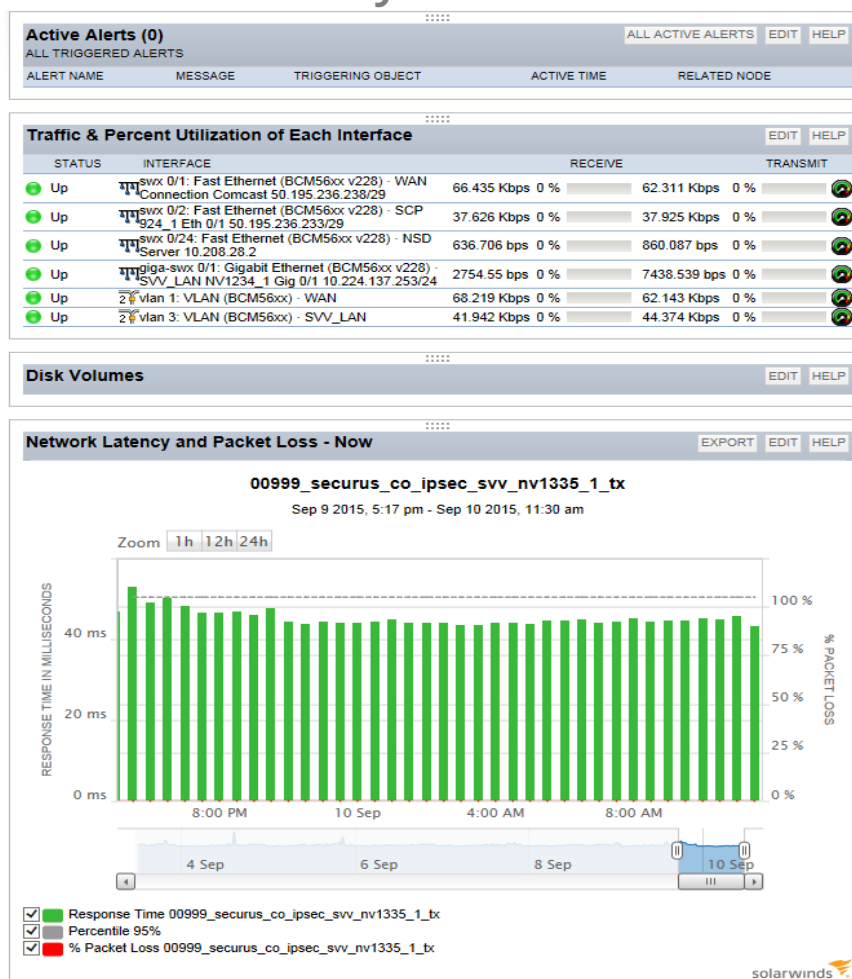 Active Alerts (0)
ALL ACTIVE ALERTS EDIT HELP
ALL TRIGGERED ALERTS
ALERT NAME MESSAGE TRIGGERING OBJECT ACTIVE TIME RELATED NODE
Traffic & Percent Utilization of Each Interface
EDIT HELP
STATUS INTERFACE RECEIVE TRANSMIT
Up swx 0/1: Fast Ethernet (BCM56xx v228) · WAN
Connection Comcast 50.195.236.238/29 66.435 Kbps 0 % 62.311 Kbps 0 %
Up swx 0/2: Fast Ethernet (BCM56xx v228) · SCP
924_1 Eth 0/1 50.195.236.233/29 37.626 Kbps 0 % 37.925 Kbps 0 %
Up swx 0/24: Fast Ethernet (BCM56xx v228) · NSD
Server 10.208.28.2 636.706 bps 0 % 860.087 bps 0 %
Up giga-swx 0/1: Gigabit Ethernet (BCM56xx v228) ·
SVV_LAN NV1234_1 Gig 0/1 10.224.137.253/24 2754.55 bps 0 % 7438.539 bps 0 %
Up 2 vlan 1: VLAN (BCM56xx) · WAN 68.219 Kbps 0 % 62.143 Kbps 0 %
Up 2 vlan 3: VLAN (BCM56xx) · SVV_LAN 41.942 Kbps 0 % 44.374 Kbps 0 %
Disk Volumes
EDIT HELP
Network Latency and Packet Loss - Now
EXPORT EDIT HELP
00999_securus_co_ipsec_svv_nv1335_1_tx
Sep 9 2015, 5:17 pm - Sep 10 2015, 11:30 am
Zoom 1h 12h 24h
RESPONSE TIME IN MILLISECONDS
40 ms
20 ms
0 ms
100 %
75 %
50 %
25 %
0 %
% PACKET LOSS
8:00 PM 10 Sep 4:00 AM 8:00 AM
4 Sep 6 Sep 8 Sep 10 Sep
Response Time 00999_securus_co_ipsec_svv_nv1335_1_tx
Percentile 95%
% Packet Loss 00999_securus_co_ipsec_svv_nv1335_1_tx
solarwinds